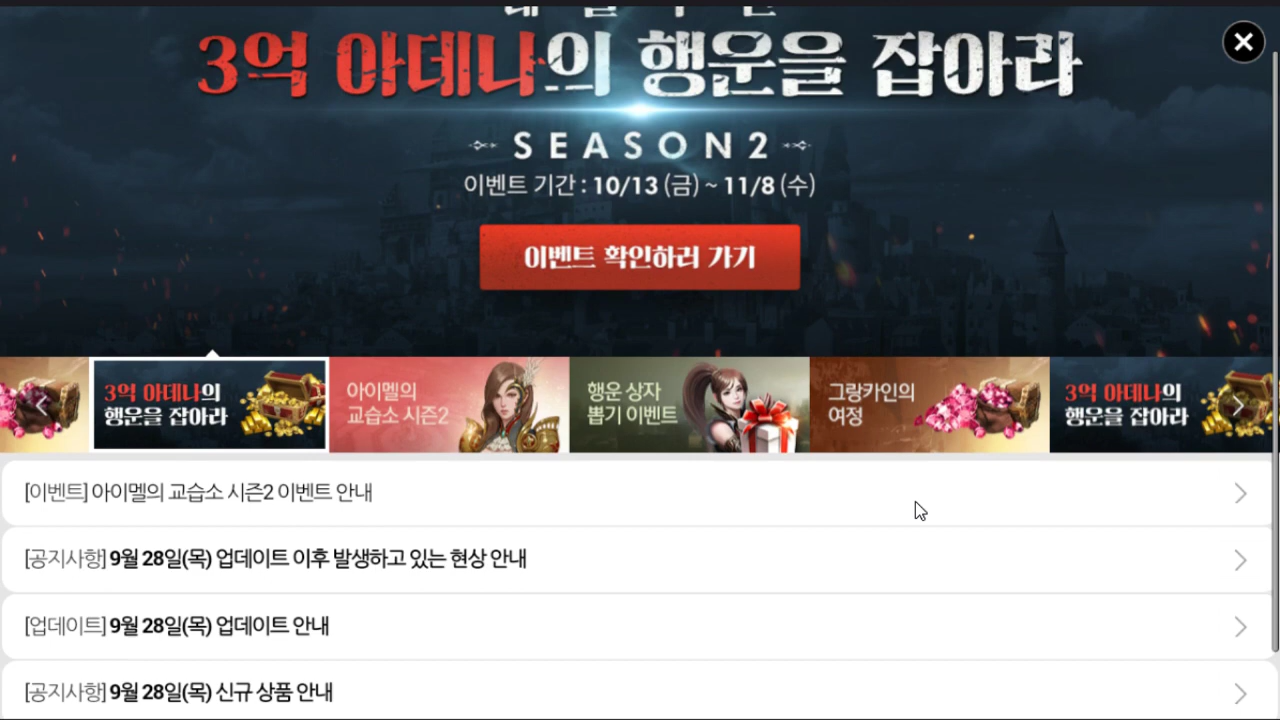 3억 아데나의 행운을 잡아라
SEASON2
이벤트 기간 : 10/13 (금) ~ 11/8 (수)
이벤트 확인하러 가기
3억 아데나의
행운을 잡아라
아이멜의
교습소 시즌2
행운 상자
뽑기 이벤트
그랑카인의
여정
3억 아데나의
행운을 잡아라
[이벤트] 아이멜의 교습소 시즌2 이벤트 안내
[공지사항] 9월 28일(목) 업데이트 이후 발생하고 있는 현상 안내
[업데이트] 9월 28일(목) 업데이트 안내
[공지사항] 9월 28일(목) 신규 상품 안내